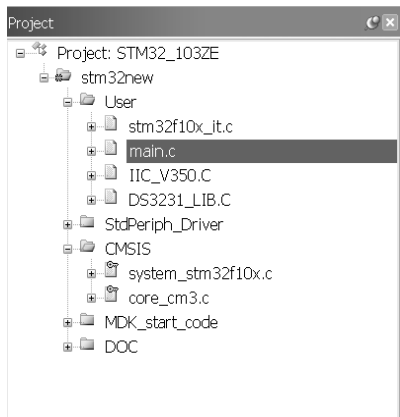 Project
Project: STM32_103ZE
stm32new
User
stm32f10x_it.c
main.c
IIC_V350.C
DS3231_LIB.C
StdPeriph_Driver
CMSIS
system_stm32f10x.c
core_cm3.c
MDK_start_code
DOC